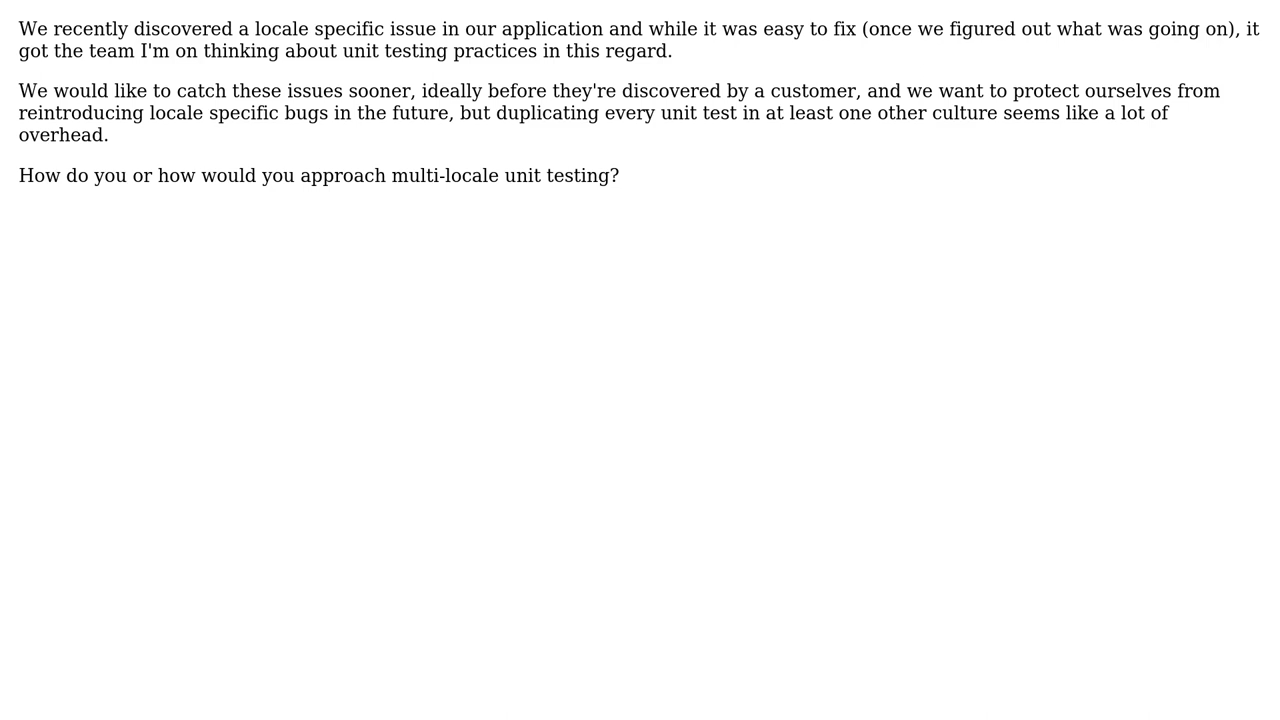 We recently discovered a locale specific issue in our application and while it was easy to fix (once we figured out what was going on), it
got the team I'm on thinking about unit testing practices in this regard.
We would like to catch these issues sooner, ideally before they're discovered by a customer, and we want to protect ourselves from
reintroducing locale specific bugs in the future, but duplicating every unit test in at least one other culture seems like a lot of
overhead.
How do you or how would you approach multi-locale unit testing?